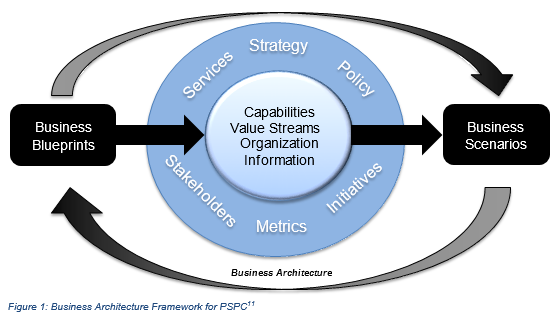 Strategy
Services
Policy
Capabilities
Value Streams
Organization
Information
Business
Blueprints
Business
Scenarios
Stakeholders
Initiatives
Metrics
Business Architecture
Figure 1: Business Architecture Framework for PSPC11